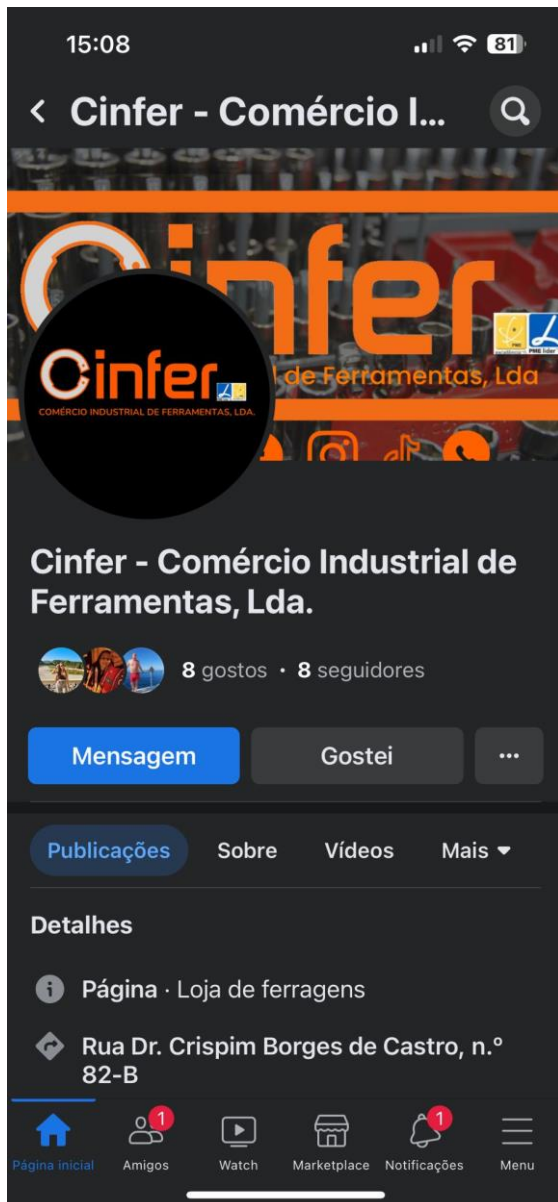 15:08
81
Cinfer - Comércio I...
Cinfer
l de Ferramentas, Lda
PME líder
Cinfer
COMÉRCIO INDUSTRIAL DE FERRAMENTAS, LDA.
Cinfer - Comércio Industrial de
Ferramentas, Lda.
8 gostos · 8 seguidores
Mensagem
Gostei
Publicações
Sobre
Vídeos
Mais
Detalhes
Página · Loja de ferragens
Rua Dr. Crispim Borges de Castro, n.º
82-B
1
1
Página inicial
Amigos
Watch
Marketplace
Notificações
Menu